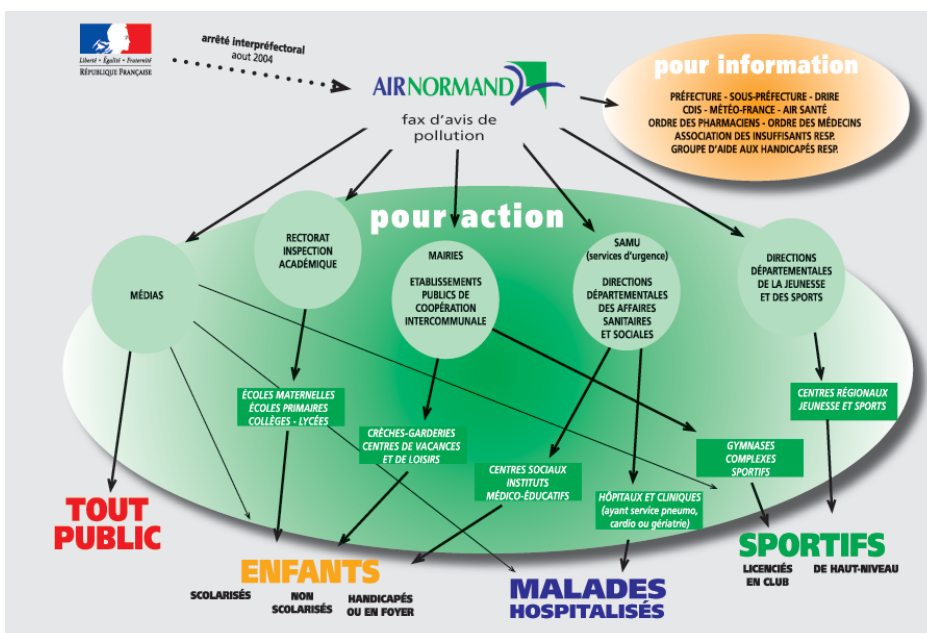 Liberté • Égalité • Fraternité
RÉPUBLIQUE FRANÇAISE
arrêté interpréfectoral
aout 2004
AIRNORMAND
fax d'avis de
pollution
pour information
PRÉFECTURE - SOUS-PRÉFECTURE - DRIRE
CDIS - MÉTÉO-FRANCE - AIR SANTÉ
ORDRE DES PHARMACIENS - ORDRE DES MÉDECINS
ASSOCIATION DES INSUFFISANTS RESP.
GROUPE D'AIDE AUX HANDICAPÉS RESP.
pour action
MÉDIAS
RECTORAT
INSPECTION
ACADÉMIQUE
MAIRIES
ETABLISSEMENTS
PUBLICS DE
COOPÉRATION
INTERCOMMUNALE
SAMU
(services d'urgence)
DIRECTIONS
DÉPARTEMENTALES
DES AFFAIRES
SANITAIRES
ET SOCIALES
DIRECTIONS
DÉPARTEMENTALES
DE LA JEUNESSE
ET DES SPORTS
ÉCOLES MATERNELLES
ÉCOLES PRIMAIRES
COLLÈGES - LYCÉES
CRÈCHES-GARDERIES
CENTRES DE VACANCES
ET DE LOISIRS
CENTRES SOCIAUX
INSTITUTS
MÉDICO-ÉDUCATIFS
HÔPITAUX ET CLINIQUES
(ayant service pneumo,
cardio ou gériatrie)
GYMNASES
COMPLEXES
SPORTIFS
CENTRES RÉGIONAUX
JEUNESSE ET SPORTS
TOUT
PUBLIC
ENFANTS
SCOLARISÉS
NON
SCOLARISÉS
HANDICAPÉS
OU EN FOYER
MALADES
HOSPITALISÉS
SPORTIFS
LICENCIÉS
EN CLUB
DE HAUT-NIVEAU